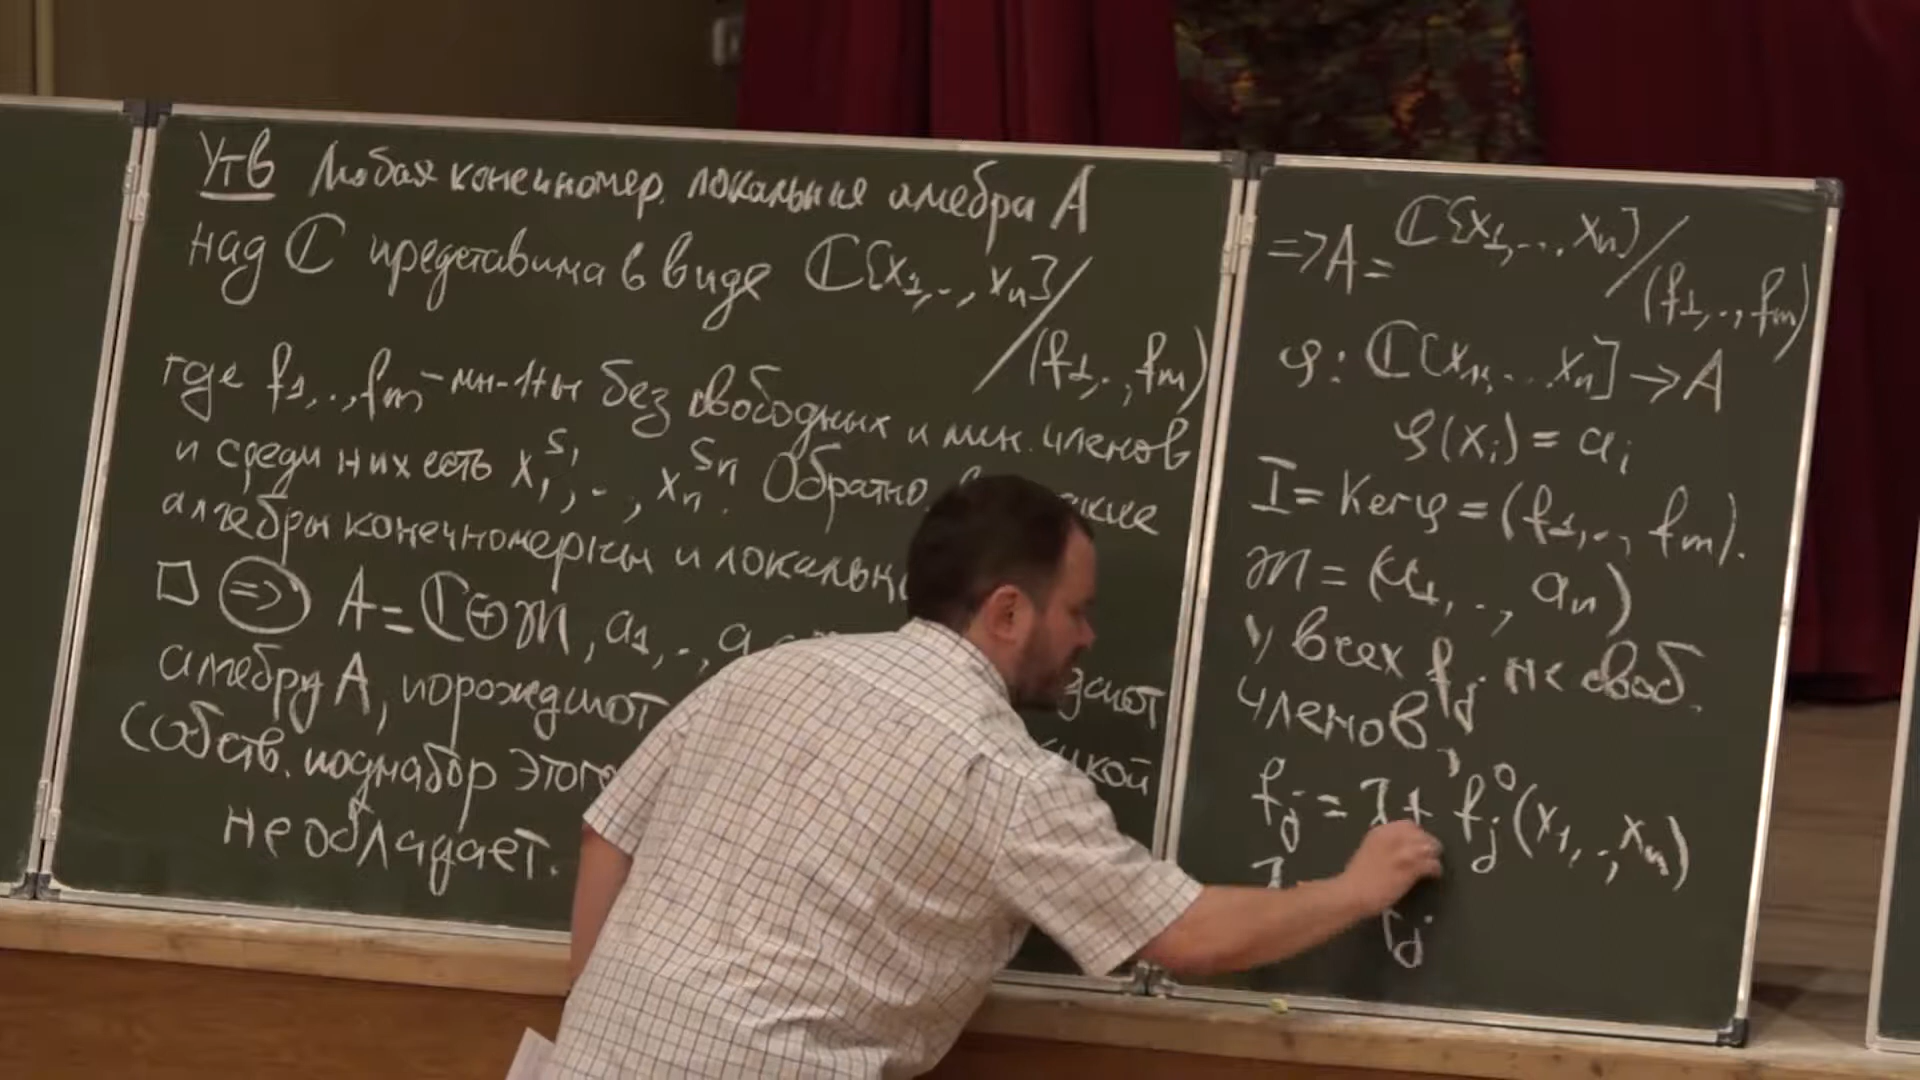 Утв Любая конечномер. локальная алгебра A
над ℂ представима в виде ℂ[x₁,..,xₙ]/
(f₁,..,fₘ)
где f₁,..,fₘ - мн-ны без свободных и лин. членов
и среди них есть x₁^s₁,..,xₙ^sₙ. Обратно,
алгебры конечномерны и локальн
□ (=>) A = ℂ⊕m, a₁,..,a
алгебру A, порождают
собств. поднабор этого
не обладает.
=> A = ℂ[x₁,...,xₙ]/
(f₁,..,fₘ)
φ: ℂ[x₁,...xₙ] → A
φ(xᵢ) = aᵢ
I = Ker φ = (f₁,..,fₘ).
m = (a₁,..,aₙ)
у всех fⱼ нет своб.
членов,
fⱼ = λ + fⱼ⁰(x₁,..,xₙ)
λ